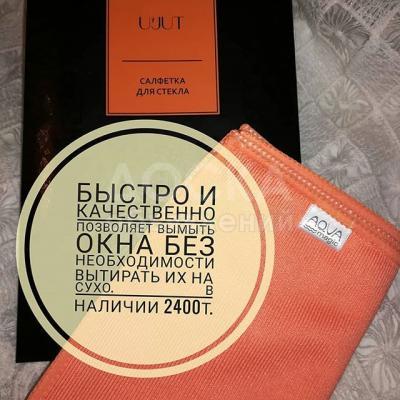 UJUT
САЛФЕТКА
ДЛЯ СТЕКЛА
БЫСТРО И
КАЧЕСТВЕННО
ПОЗВОЛЯЕТ ВЫМЫТЬ
ОКНА БЕЗ
НЕОБХОДИМОСТИ
ВЫТИРАТЬ ИХ НА
СУХО. В
НАЛИЧИИ 2400Т.
AQUA
magic